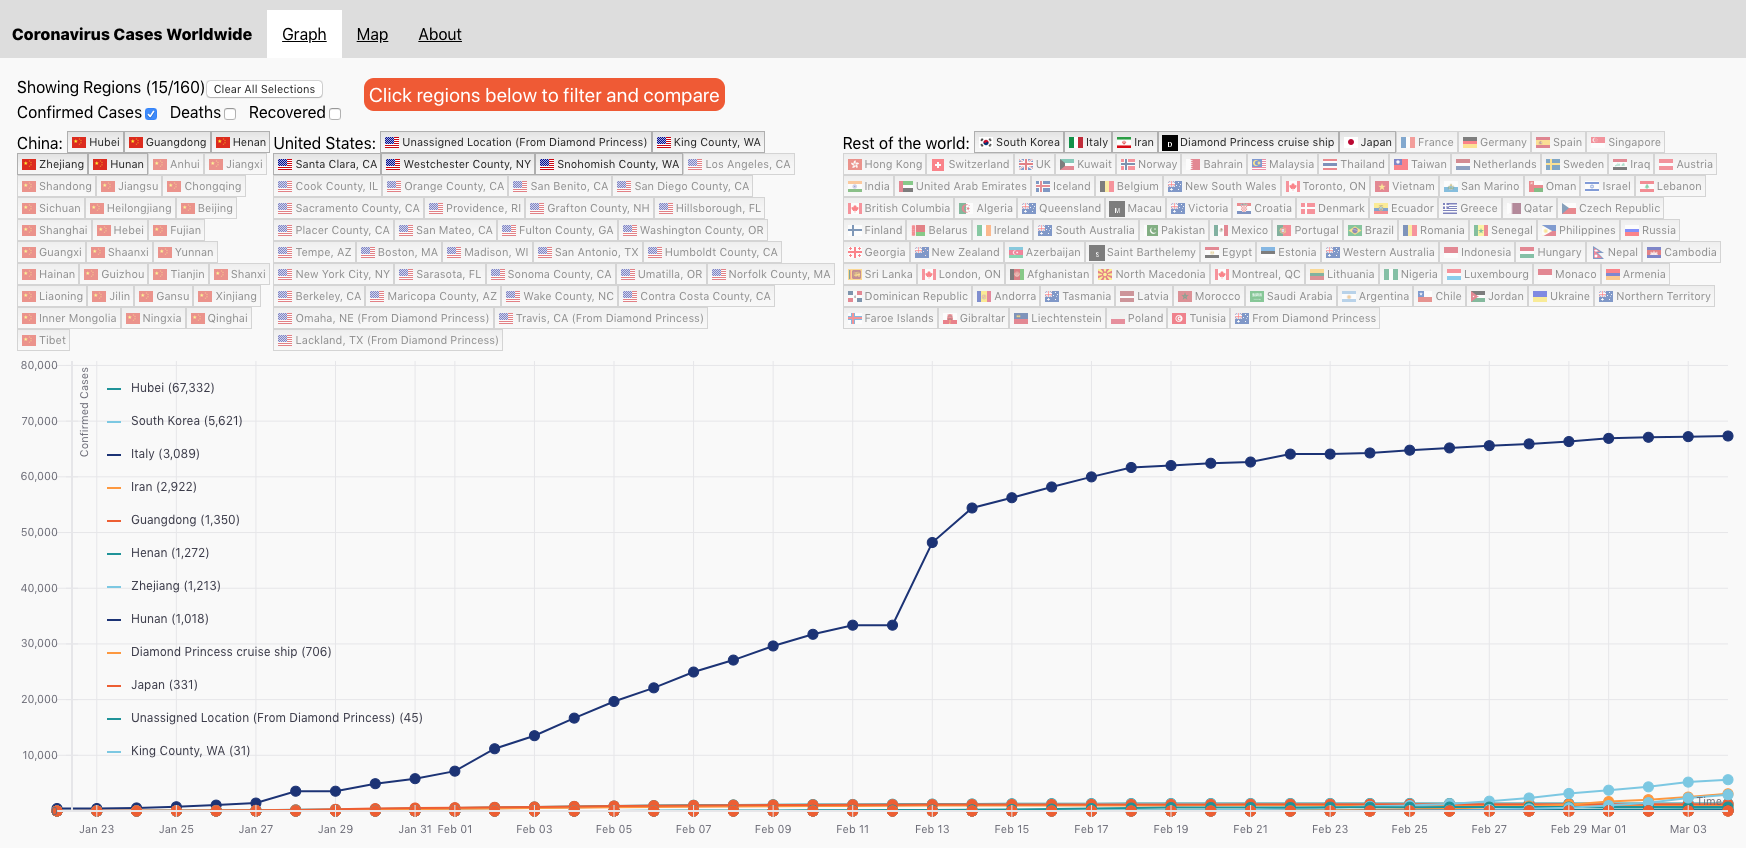 Coronavirus Cases Worldwide Graph Map About
Showing Regions (15/160) Clear All Selections
Click regions below to filter and compare
Confirmed Cases Deaths Recovered
China: Hubei Guangdong Henan
Zhejiang Hunan Anhui Jiangxi
Shandong Jiangsu Chongqing
Sichuan Heilongjiang Beijing
Shanghai Hebei Fujian
Guangxi Shaanxi Yunnan
Hainan Guizhou Tianjin Shanxi
Liaoning Jilin Gansu Xinjiang
Inner Mongolia Ningxia Qinghai
Tibet
United States: Unassigned Location (From Diamond Princess) King County, WA
Santa Clara, CA Westchester County, NY Snohomish County, WA Los Angeles, CA
Cook County, IL Orange County, CA San Benito, CA San Diego County, CA
Sacramento County, CA Providence, RI Grafton County, NH Hillsborough, FL
Placer County, CA San Mateo, CA Fulton County, GA Washington County, OR
Tempe, AZ Boston, MA Madison, WI San Antonio, TX Humboldt County, CA
New York City, NY Sarasota, FL Sonoma County, CA Umatilla, OR Norfolk County, MA
Berkeley, CA Maricopa County, AZ Wake County, NC Contra Costa County, CA
Omaha, NE (From Diamond Princess) Travis, CA (From Diamond Princess)
Lackland, TX (From Diamond Princess)
Rest of the world: South Korea Italy Iran D Diamond Princess cruise ship Japan France Germany Spain Singapore
Hong Kong Switzerland UK Kuwait Norway Bahrain Malaysia Thailand Taiwan Netherlands Sweden Iraq Austria
India United Arab Emirates Iceland Belgium New South Wales Toronto, ON Vietnam San Marino Oman Israel Lebanon
British Columbia Algeria Queensland M Macau Victoria Croatia Denmark Ecuador Greece Qatar Czech Republic
Finland Belarus Ireland South Australia Pakistan Mexico Portugal Brazil Romania Senegal Philippines Russia
Georgia New Zealand Azerbaijan S Saint Barthelemy Egypt Estonia Western Australia Indonesia Hungary Nepal Cambodia
Sri Lanka London, ON Afghanistan North Macedonia Montreal, QC Lithuania Nigeria Luxembourg Monaco Armenia
Dominican Republic Andorra Tasmania Latvia Morocco Saudi Arabia Argentina Chile Jordan Ukraine Northern Territory
Faroe Islands Gibraltar Liechtenstein Poland Tunisia From Diamond Princess
80,000
70,000
60,000
50,000
40,000
30,000
20,000
10,000
Confirmed Cases
Hubei (67,332)
South Korea (5,621)
Italy (3,089)
Iran (2,922)
Guangdong (1,350)
Henan (1,272)
Zhejiang (1,213)
Hunan (1,018)
Diamond Princess cruise ship (706)
Japan (331)
Unassigned Location (From Diamond Princess) (45)
King County, WA (31)
Time
Jan 23 Jan 25 Jan 27 Jan 29 Jan 31 Feb 01 Feb 03 Feb 05 Feb 07 Feb 09 Feb 11 Feb 13 Feb 15 Feb 17 Feb 19 Feb 21 Feb 23 Feb 25 Feb 27 Feb 29 Mar 01 Mar 03